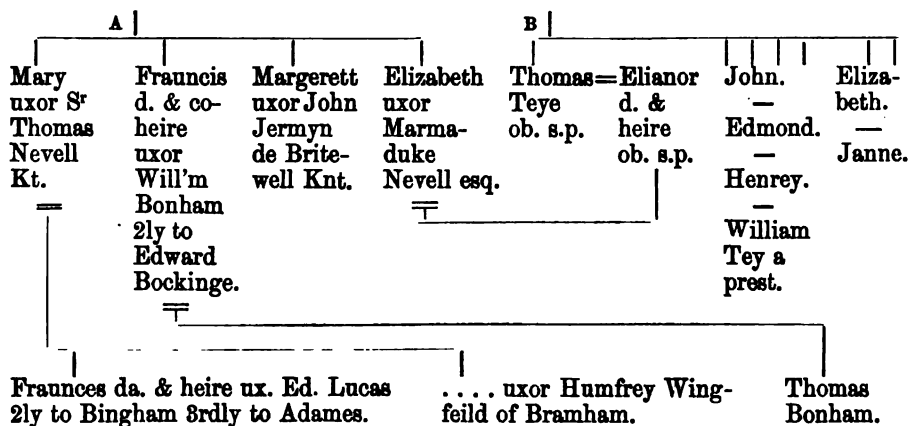 A
B
Mary
uxor Sr
Thomas
Nevell
Kt.
Frauncis
d. & co-
heire
uxor
Will'm
Bonham
2ly to
Edward
Bockinge.
Margerett
uxor John
Jermyn
de Brite-
well Knt.
Elizabeth
uxor
Marma-
duke
Nevell esq.
Thomas=Elianor
Teye
ob. s.p.
d. &
heire
ob. s.p.
John.
—
Edmond.
—
Henrey.
—
William
Tey a
prest.
Eliza-
beth.
—
Janne.
Fraunces da. & heire ux. Ed. Lucas
2ly to Bingham 3rdly to Adames.
. . . . uxor Humfrey Wing-
feild of Bramham.
Thomas
Bonham.